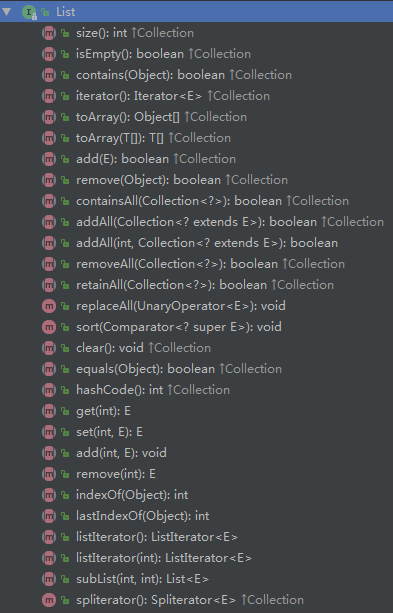 List
size(): int ↑Collection
isEmpty(): boolean ↑Collection
contains(Object): boolean ↑Collection
iterator(): Iterator<E> ↑Collection
toArray(): Object[] ↑Collection
toArray(T[]): T[] ↑Collection
add(E): boolean ↑Collection
remove(Object): boolean ↑Collection
containsAll(Collection<?>): boolean ↑Collection
addAll(Collection<? extends E>): boolean ↑Collection
addAll(int, Collection<? extends E>): boolean
removeAll(Collection<?>): boolean ↑Collection
retainAll(Collection<?>): boolean ↑Collection
replaceAll(UnaryOperator<E>): void
sort(Comparator<? super E>): void
clear(): void ↑Collection
equals(Object): boolean ↑Collection
hashCode(): int ↑Collection
get(int): E
set(int, E): E
add(int, E): void
remove(int): E
indexOf(Object): int
lastIndexOf(Object): int
listIterator(): ListIterator<E>
listIterator(int): ListIterator<E>
subList(int, int): List<E>
spliterator(): Spliterator<E> ↑Collection